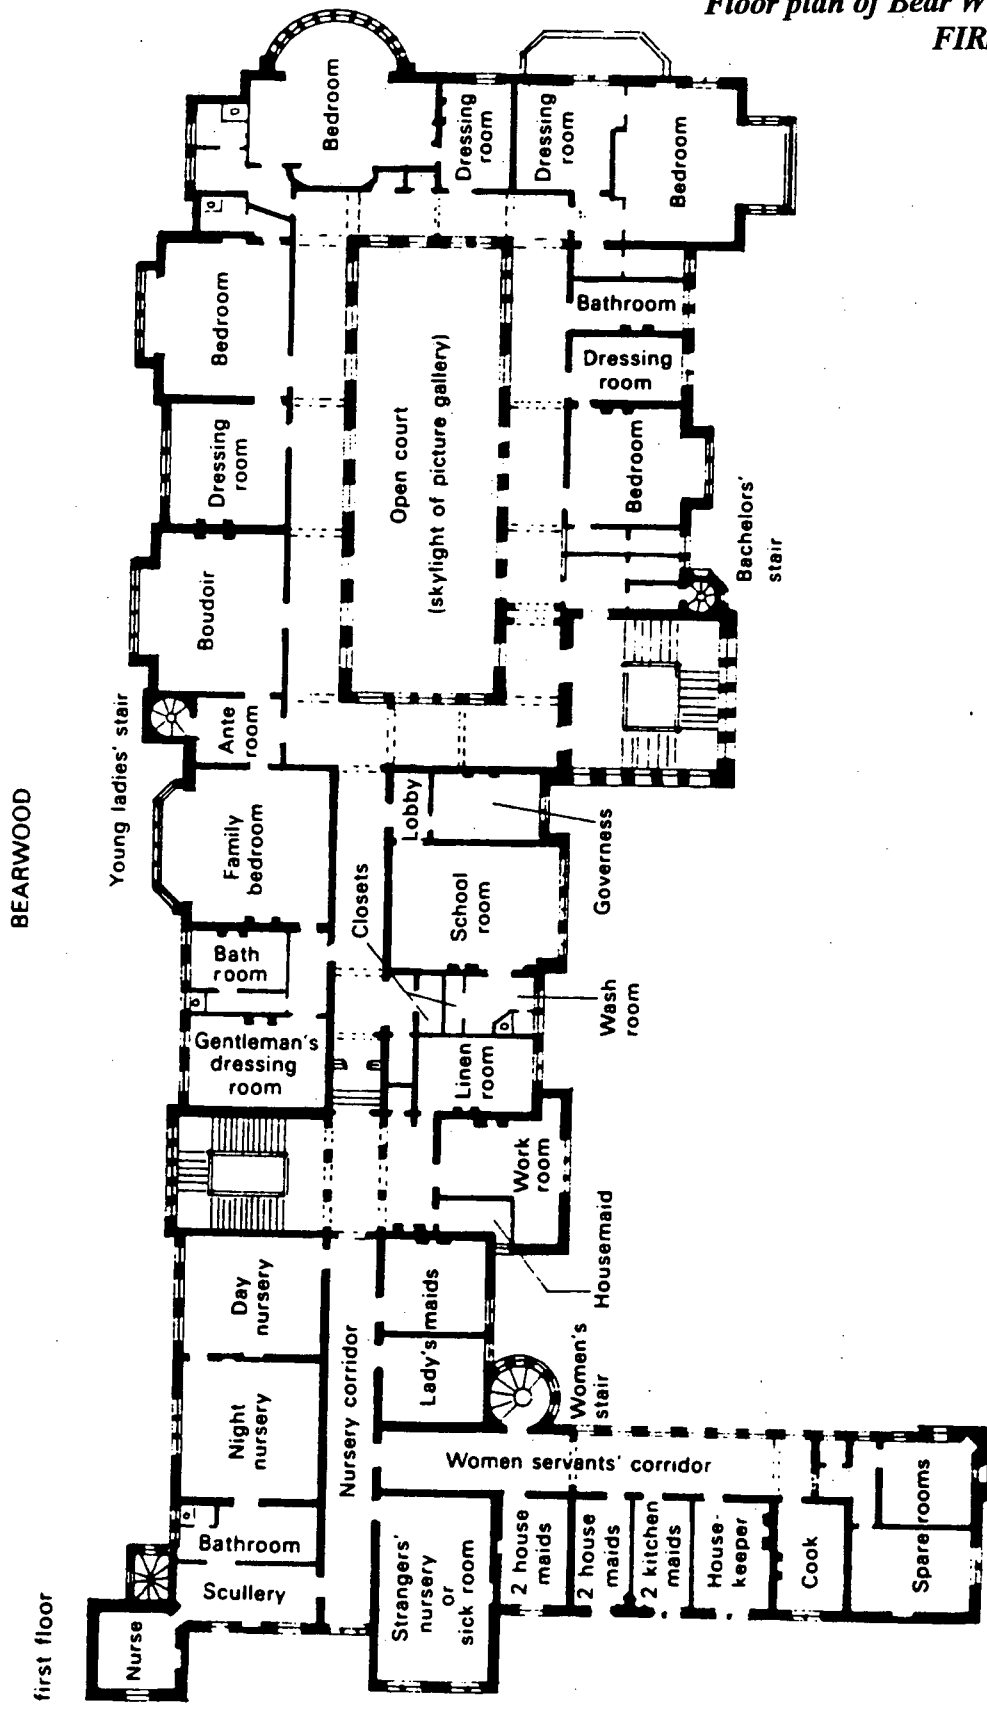 Floor plan of Bear W
FIR
BEARWOOD
first floor
Bedroom
Dressing
room
Dressing
room
Bedroom
Bedroom
Bathroom
Dressing
room
Dressing
room
Open court
(skylight of picture gallery)
Bedroom
Boudoir
Bachelors'
stair
Young ladies' stair
Ante
room
Family
bedroom
Lobby
Governess
Closets
School
room
Bath
room
Wash
room
Gentleman's
dressing
room
Linen
room
Work
room
Housemaid
Day
nursery
Lady's maids
Nursery corridor
Women's
stair
Night
nursery
Women servants' corridor
Bathroom
Scullery
Nurse
Strangers'
nursery
or
sick room
2 house
maids
2 house
maids
2 kitchen
maids
House-
keeper
Cook
Spare rooms